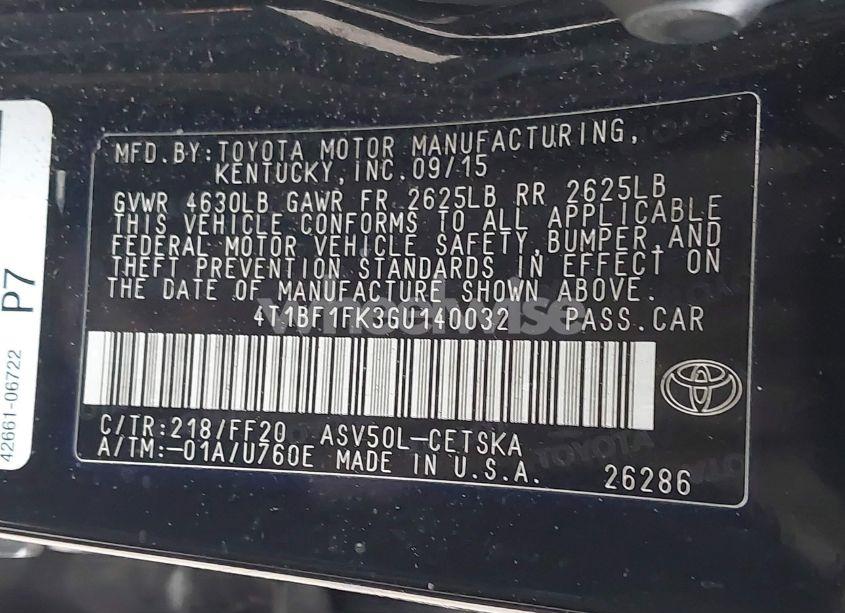 MFD.BY:TOYOTA MOTOR MANUFACTURING,
KENTUCKY, INC. 09/15
GVWR 4630LB GAWR FR 2625LB RR 2625LB
THIS VEHICLE CONFORMS TO ALL APPLICABLE
FEDERAL MOTOR VEHICLE SAFETY, BUMPER, AND
THEFT PREVENTION STANDARDS IN EFFECT ON
THE DATE OF MANUFACTURE SHOWN ABOVE.
4T1BF1FK3GU140032 PASS.CAR
C/TR:218/FF20 ASV50L-CETSKA
A/TM:-01A/U760E MADE IN U.S.A.
26286
P7
42661-06722
TOYOTA